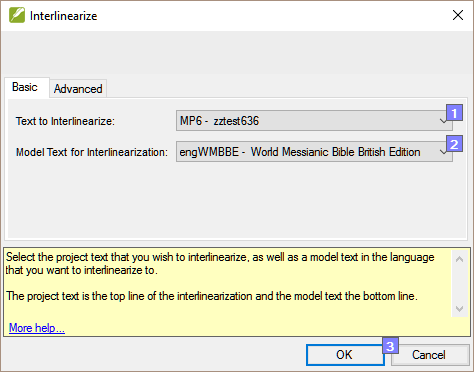 Interlinearize
Basic Advanced
Text to Interlinearize: MP6 - zztest636 1
Model Text for Interlinearization: engWMBBE - World Messianic Bible British Edition 2
Select the project text that you wish to interlinearize, as well as a model text in the language
that you want to interlinearize to.
The project text is the top line of the interlinearization and the model text the bottom line.
More help...
OK 3 Cancel